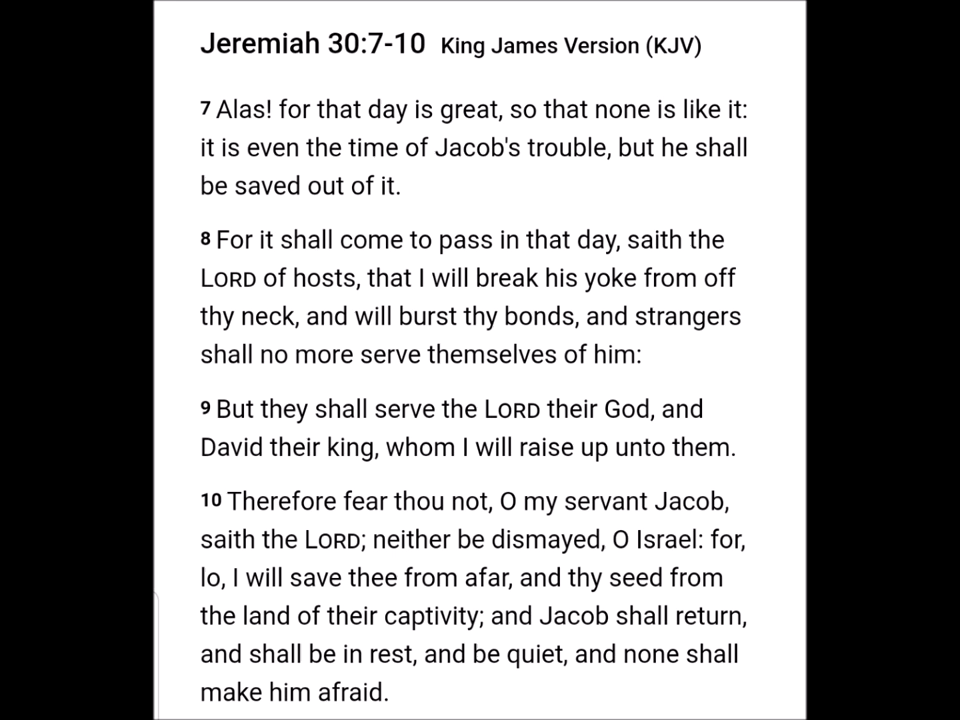 Jeremiah 30:7-10 King James Version (KJV)
7 Alas! for that day is great, so that none is like it:
it is even the time of Jacob's trouble, but he shall
be saved out of it.
8 For it shall come to pass in that day, saith the
LORD of hosts, that I will break his yoke from off
thy neck, and will burst thy bonds, and strangers
shall no more serve themselves of him:
9 But they shall serve the LORD their God, and
David their king, whom I will raise up unto them.
10 Therefore fear thou not, O my servant Jacob,
saith the LORD; neither be dismayed, O Israel: for,
lo, I will save thee from afar, and thy seed from
the land of their captivity; and Jacob shall return,
and shall be in rest, and be quiet, and none shall
make him afraid.